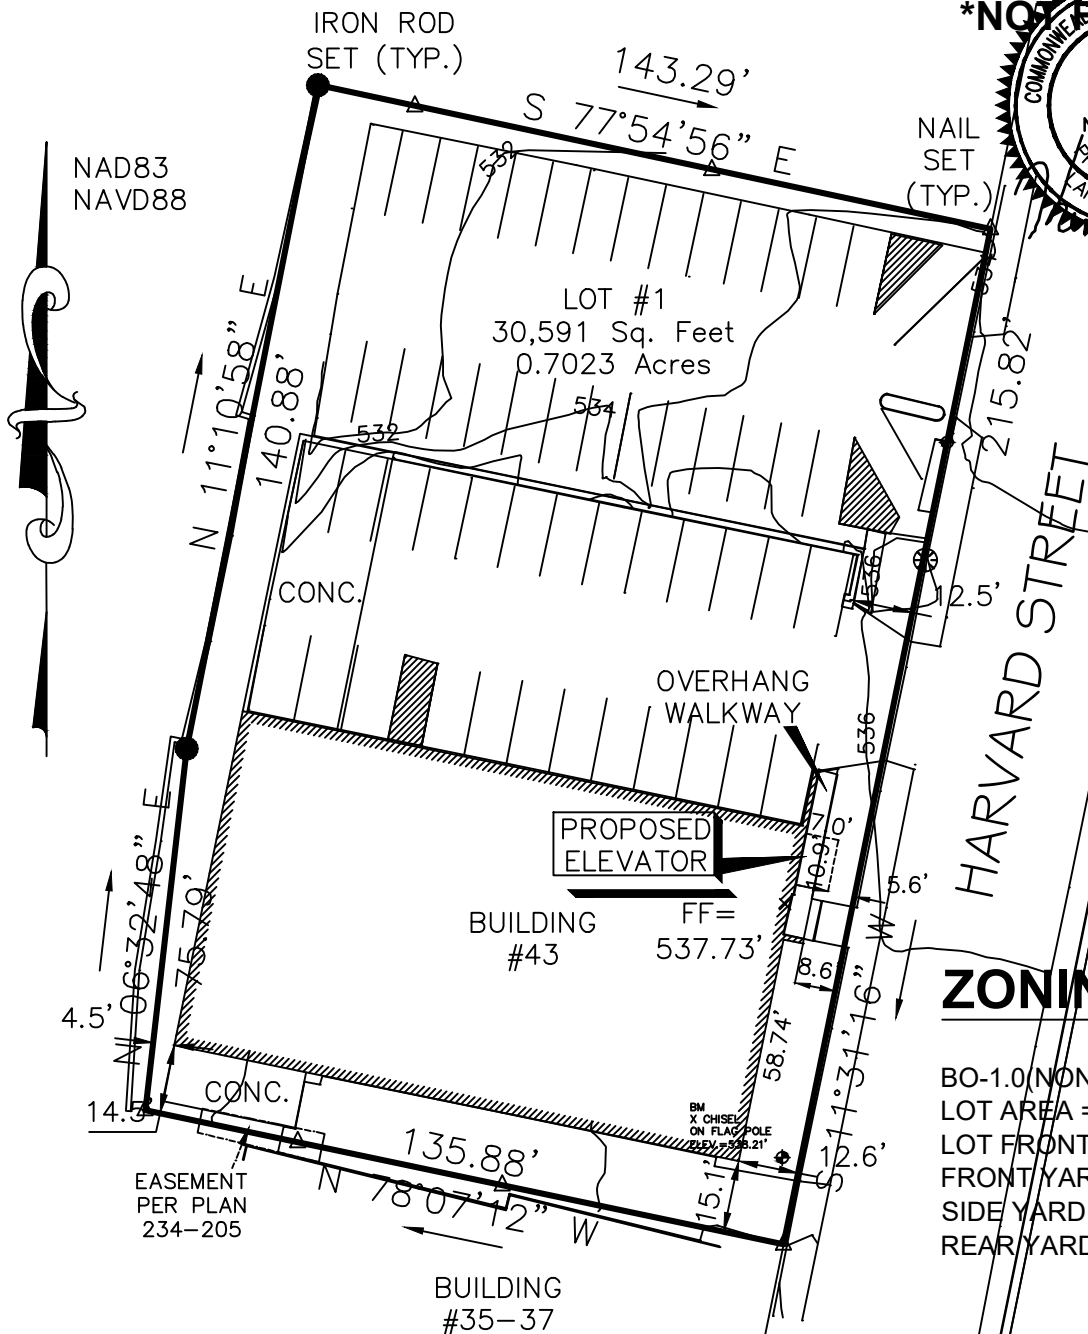 *NOT
IRON ROD
SET (TYP.)
143.29'
S 77°54'56" E
NAIL
SET
(TYP.)
COMMONWEA
NAD83
NAVD88
532
534
LOT #1
30,591 Sq. Feet
0.7023 Acres
N 11°10'58" E
140.88'
215.82'
532
534
CONC.
536
12.5'
HARVARD STREET
OVERHANG
WALKWAY
536
PROPOSED
ELEVATOR
7.0'
10.9'
5.6'
BUILDING
#43
FF=
537.73'
8.6'
N 06°32'48" E
75.79'
4.5'
S 11°31'16" W
58.74'
ZONIN
BO-1.0(NON
LOT AREA =
LOT FRONT
FRONT YAR
SIDE YARD
REAR YARD
CONC.
BM
X CHISEL
ON FLAG POLE
14.3'
135.88'
12.6'
15.1'
EASEMENT
PER PLAN
234-205
N 78°07'12" W
BUILDING
#35-37